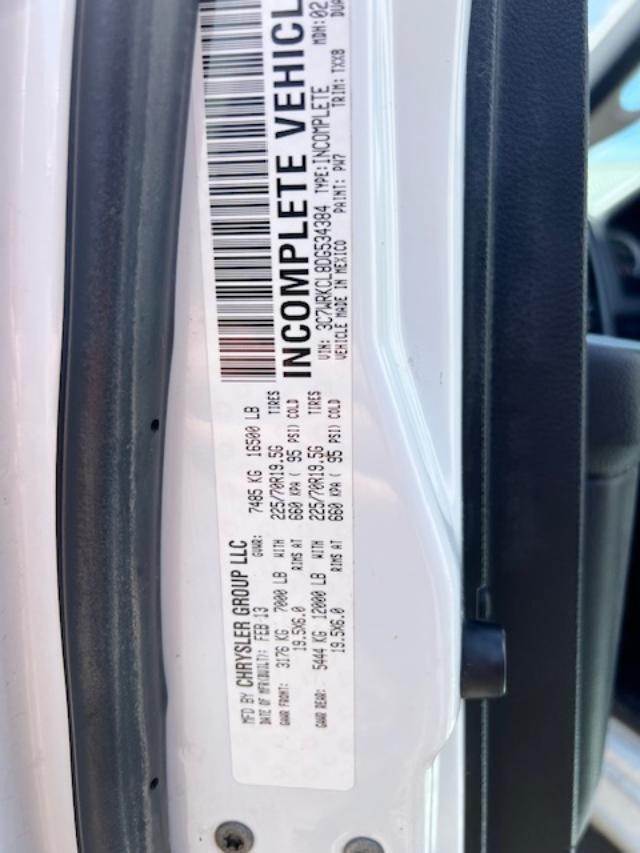 MFD BY CHRYSLER GROUP LLC
DATE OF MFR(BUILT): FEB 13 GVWR: 7485 KG 16500 LB
GAWR FRONT: 3176 KG 7000 LB WITH 225/70R19.5G TIRES
19.5X6.0 RIMS AT 660 KPA ( 95 PSI) COLD
GAWR REAR: 5444 KG 12000 LB WITH 225/70R19.5G TIRES
19.5X6.0 RIMS AT 660 KPA ( 95 PSI) COLD
INCOMPLETE VEHICL
VIN: 3C7WRKCL8DG534384 TYPE:INCOMPLETE MDH:02
VEHICLE MADE IN MEXICO PAINT: PW7 TRIM: TXX8 DUA